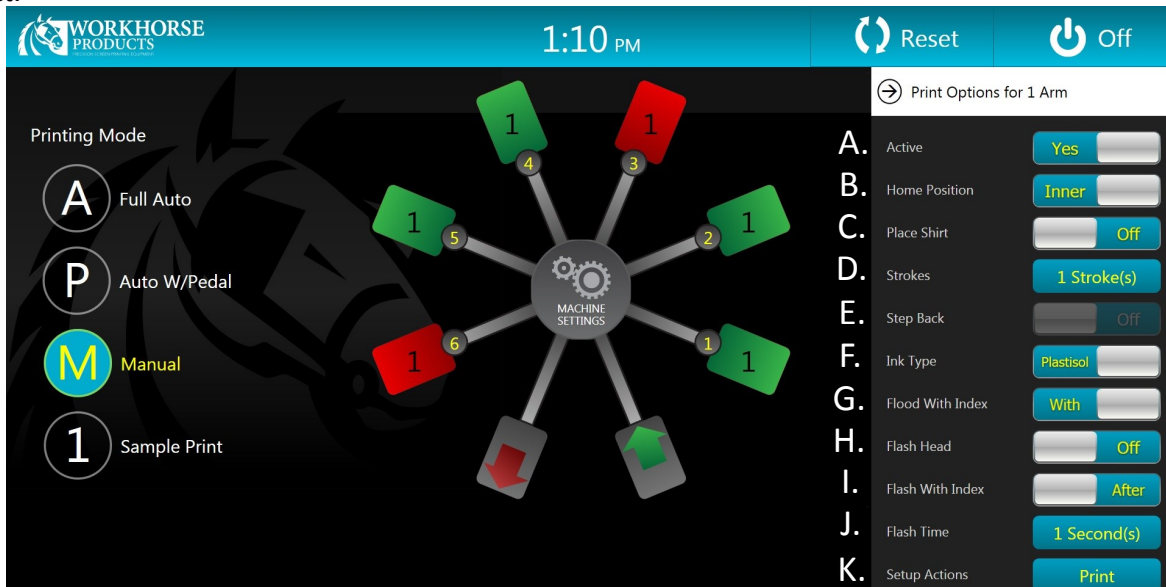 WORKHORSE
PRODUCTS
1:10 PM
Reset
Off
Print Options for 1 Arm
Printing Mode
A Full Auto
P Auto W/Pedal
M Manual
1 Sample Print
1
4
1
3
1
5
1
2
MACHINE
SETTINGS
1
6
1
1
A. Active Yes
B. Home Position Inner
C. Place Shirt Off
D. Strokes 1 Stroke(s)
E. Step Back Off
F. Ink Type Plastisol
G. Flood With Index With
H. Flash Head Off
I. Flash With Index After
J. Flash Time 1 Second(s)
K. Setup Actions Print